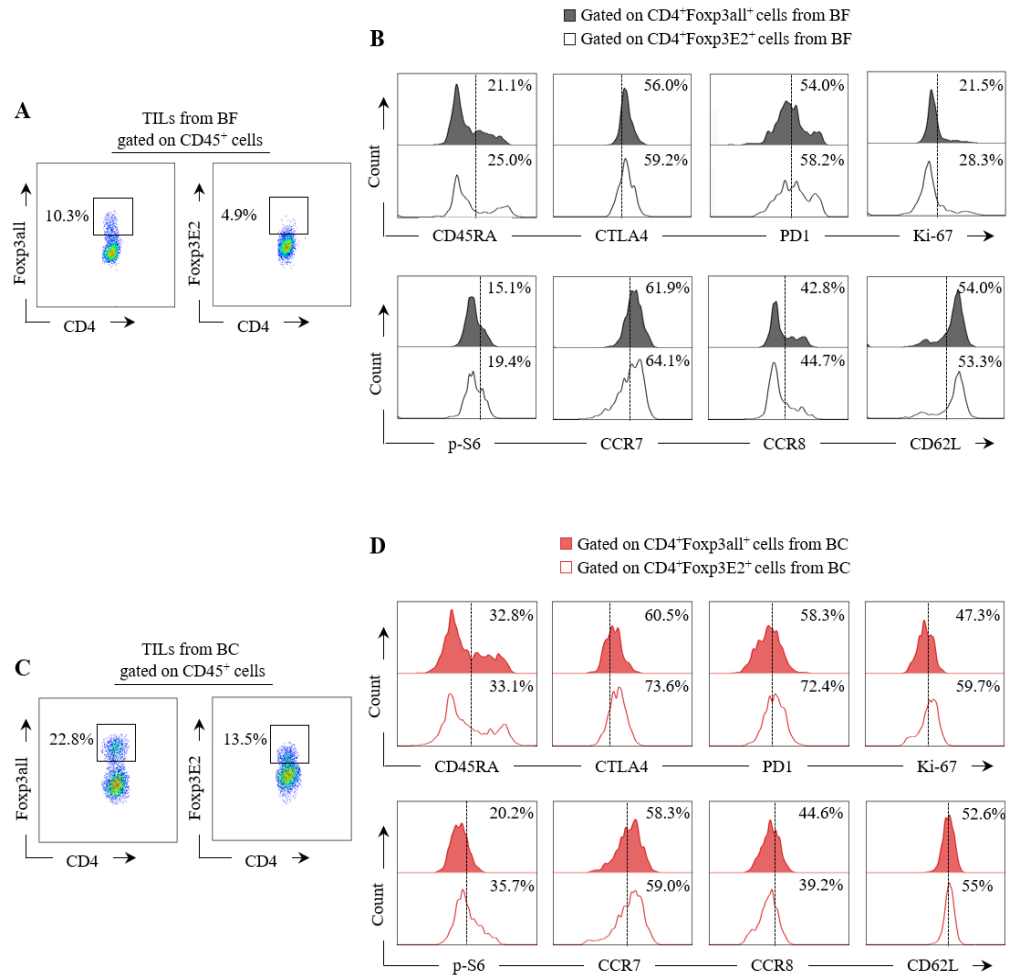 ■ Gated on CD4⁺Foxp3all⁺ cells from BF
□ Gated on CD4⁺Foxp3E2⁺ cells from BF
B
A
TILs from BF
gated on CD45⁺ cells
10.3%
Foxp3all
CD4
4.9%
Foxp3E2
CD4
Count
21.1%
56.0%
54.0%
21.5%
25.0%
59.2%
58.2%
28.3%
CD45RA
CTLA4
PD1
Ki-67
Count
15.1%
61.9%
42.8%
54.0%
19.4%
64.1%
44.7%
53.3%
p-S6
CCR7
CCR8
CD62L
D
■ Gated on CD4⁺Foxp3all⁺ cells from BC
□ Gated on CD4⁺Foxp3E2⁺ cells from BC
C
TILs from BC
gated on CD45⁺ cells
22.8%
Foxp3all
CD4
13.5%
Foxp3E2
CD4
Count
32.8%
60.5%
58.3%
47.3%
33.1%
73.6%
72.4%
59.7%
CD45RA
CTLA4
PD1
Ki-67
Count
20.2%
58.3%
44.6%
52.6%
35.7%
59.0%
39.2%
55%
p-S6
CCR7
CCR8
CD62L